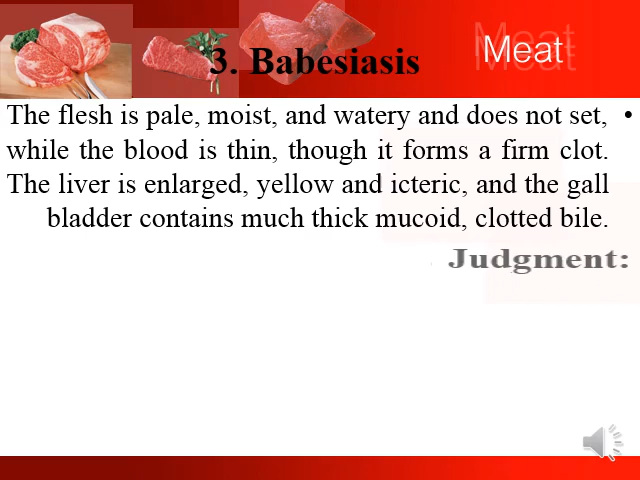 Meat
3. Babesiasis
• The flesh is pale, moist, and watery and does not set,
while the blood is thin, though it forms a firm clot.
The liver is enlarged, yellow and icteric, and the gall
bladder contains much thick mucoid, clotted bile.
Judgment: